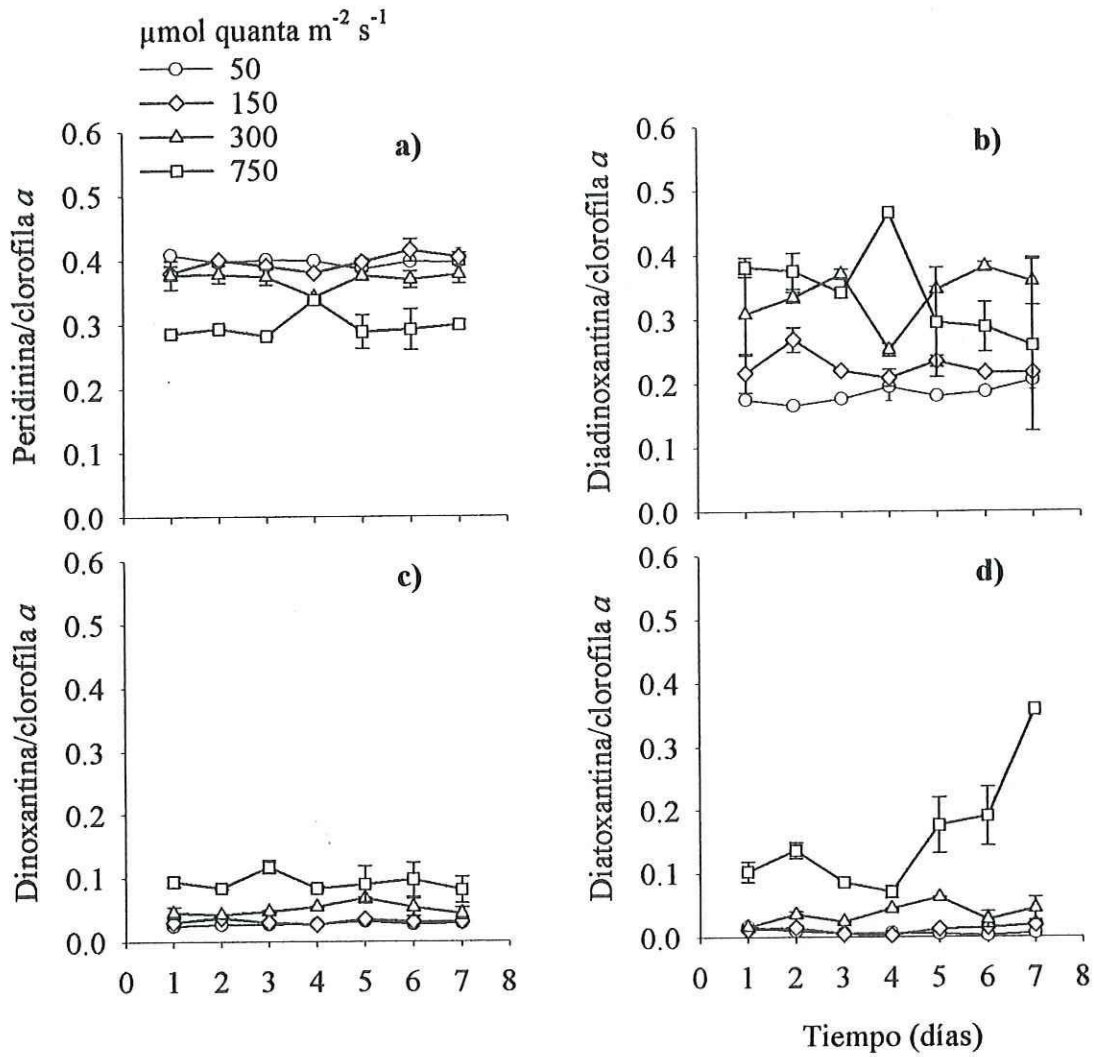 µmol quanta m⁻² s⁻¹
50
150
300
750
a)
0.6
0.5
0.4
0.3
0.2
0.1
0.0
Peridinina/clorofila a
b)
0.6
0.5
0.4
0.3
0.2
0.1
0.0
Diadinoxantina/clorofila a
c)
0.6
0.5
0.4
0.3
0.2
0.1
0.0
Dinoxantina/clorofila a
0 1 2 3 4 5 6 7 8
d)
0.6
0.5
0.4
0.3
0.2
0.1
0.0
Diatoxantina/clorofila a
0 1 2 3 4 5 6 7 8
Tiempo (días)